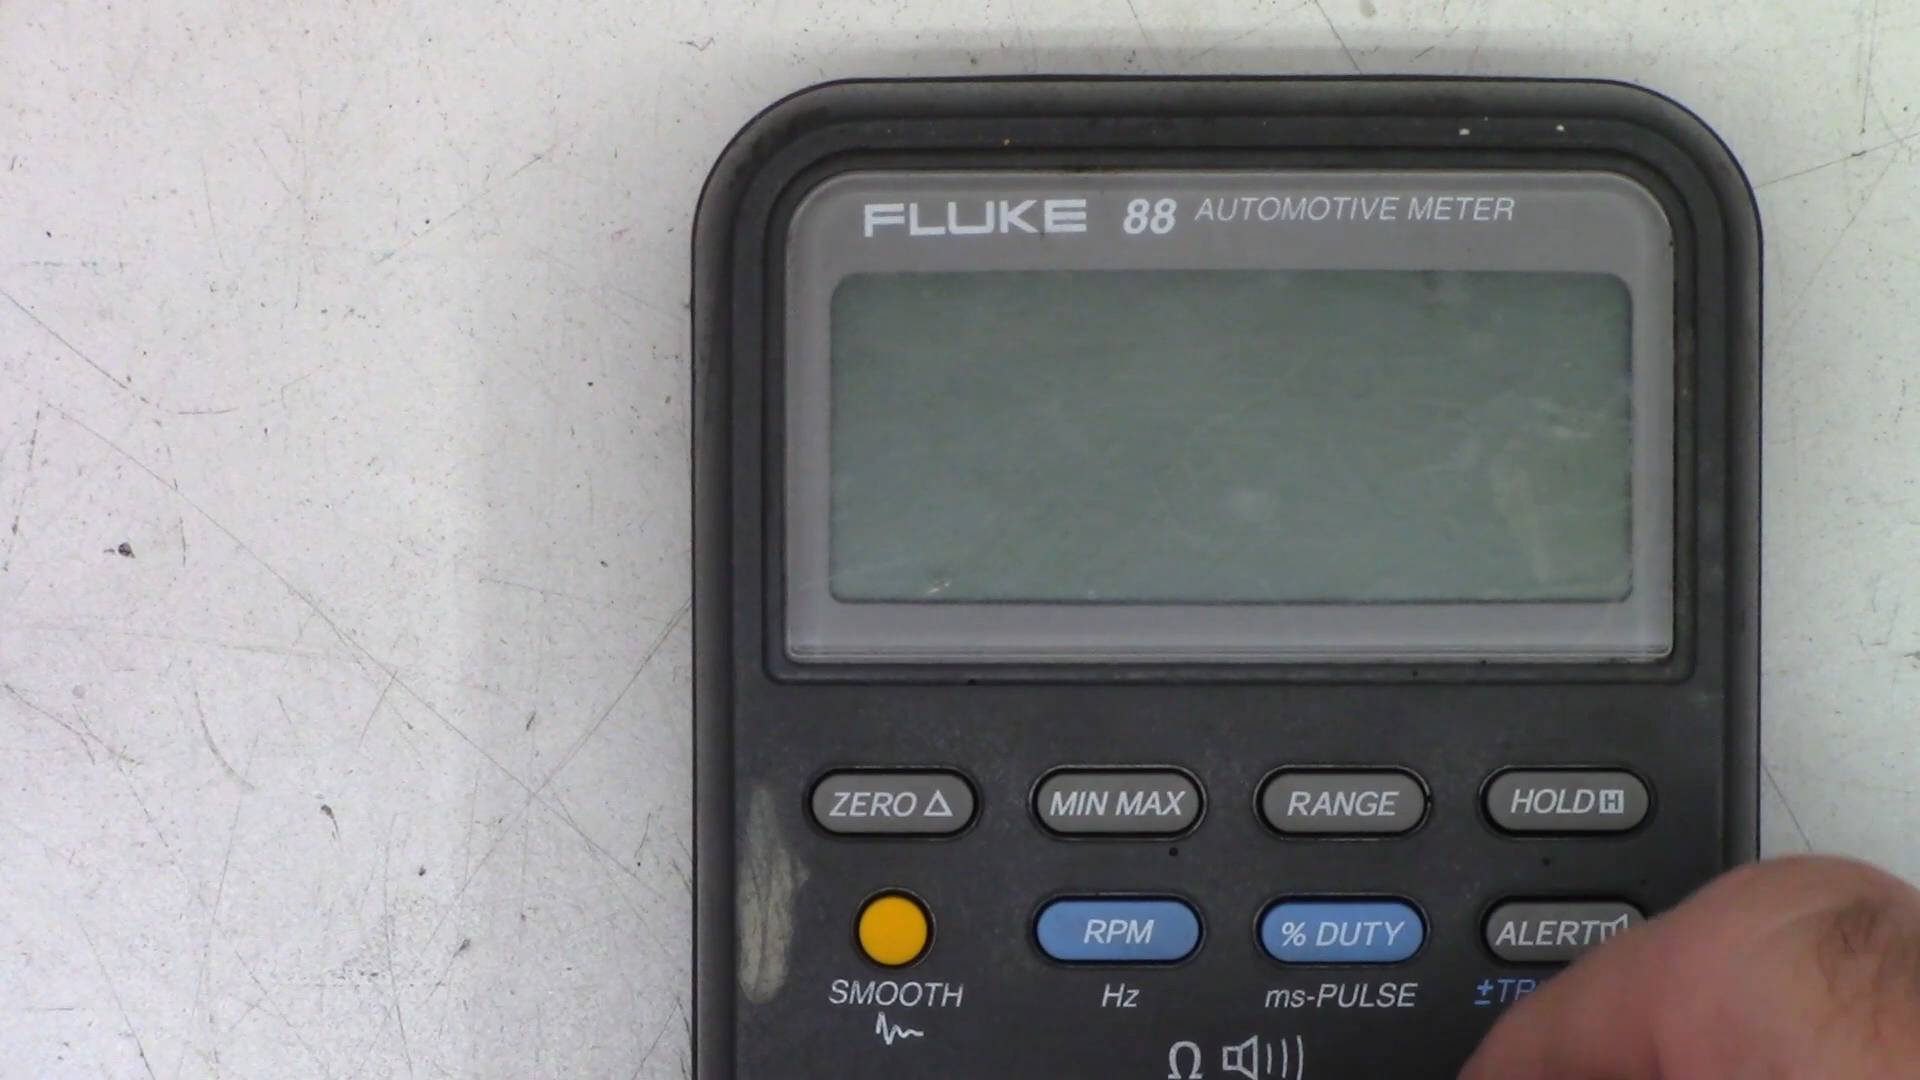 FLUKE 88 AUTOMOTIVE METER
ZERO Δ MIN MAX RANGE HOLD H
RPM % DUTY ALERT
SMOOTH Hz ms-PULSE
Ω